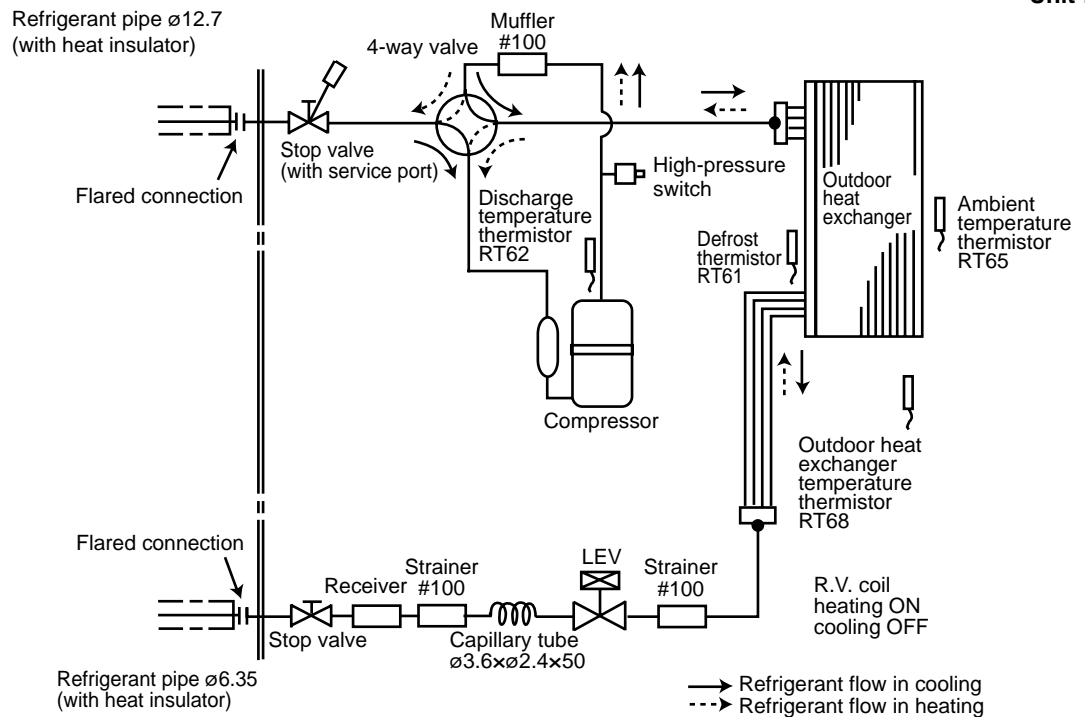 Unit
Refrigerant pipe ø12.7
(with heat insulator)
4-way valve
Muffler
#100
Stop valve
(with service port)
Flared connection
High-pressure
switch
Discharge
temperature
thermistor
RT62
Outdoor
heat
exchanger
Ambient
temperature
thermistor
RT65
Defrost
thermistor
RT61
Compressor
Outdoor heat
exchanger
temperature
thermistor
RT68
Flared connection
Receiver
Strainer
#100
LEV
Strainer
#100
R.V. coil
heating ON
cooling OFF
Stop valve
Capillary tube
ø3.6×ø2.4×50
Refrigerant pipe ø6.35
(with heat insulator)
Refrigerant flow in cooling
Refrigerant flow in heating